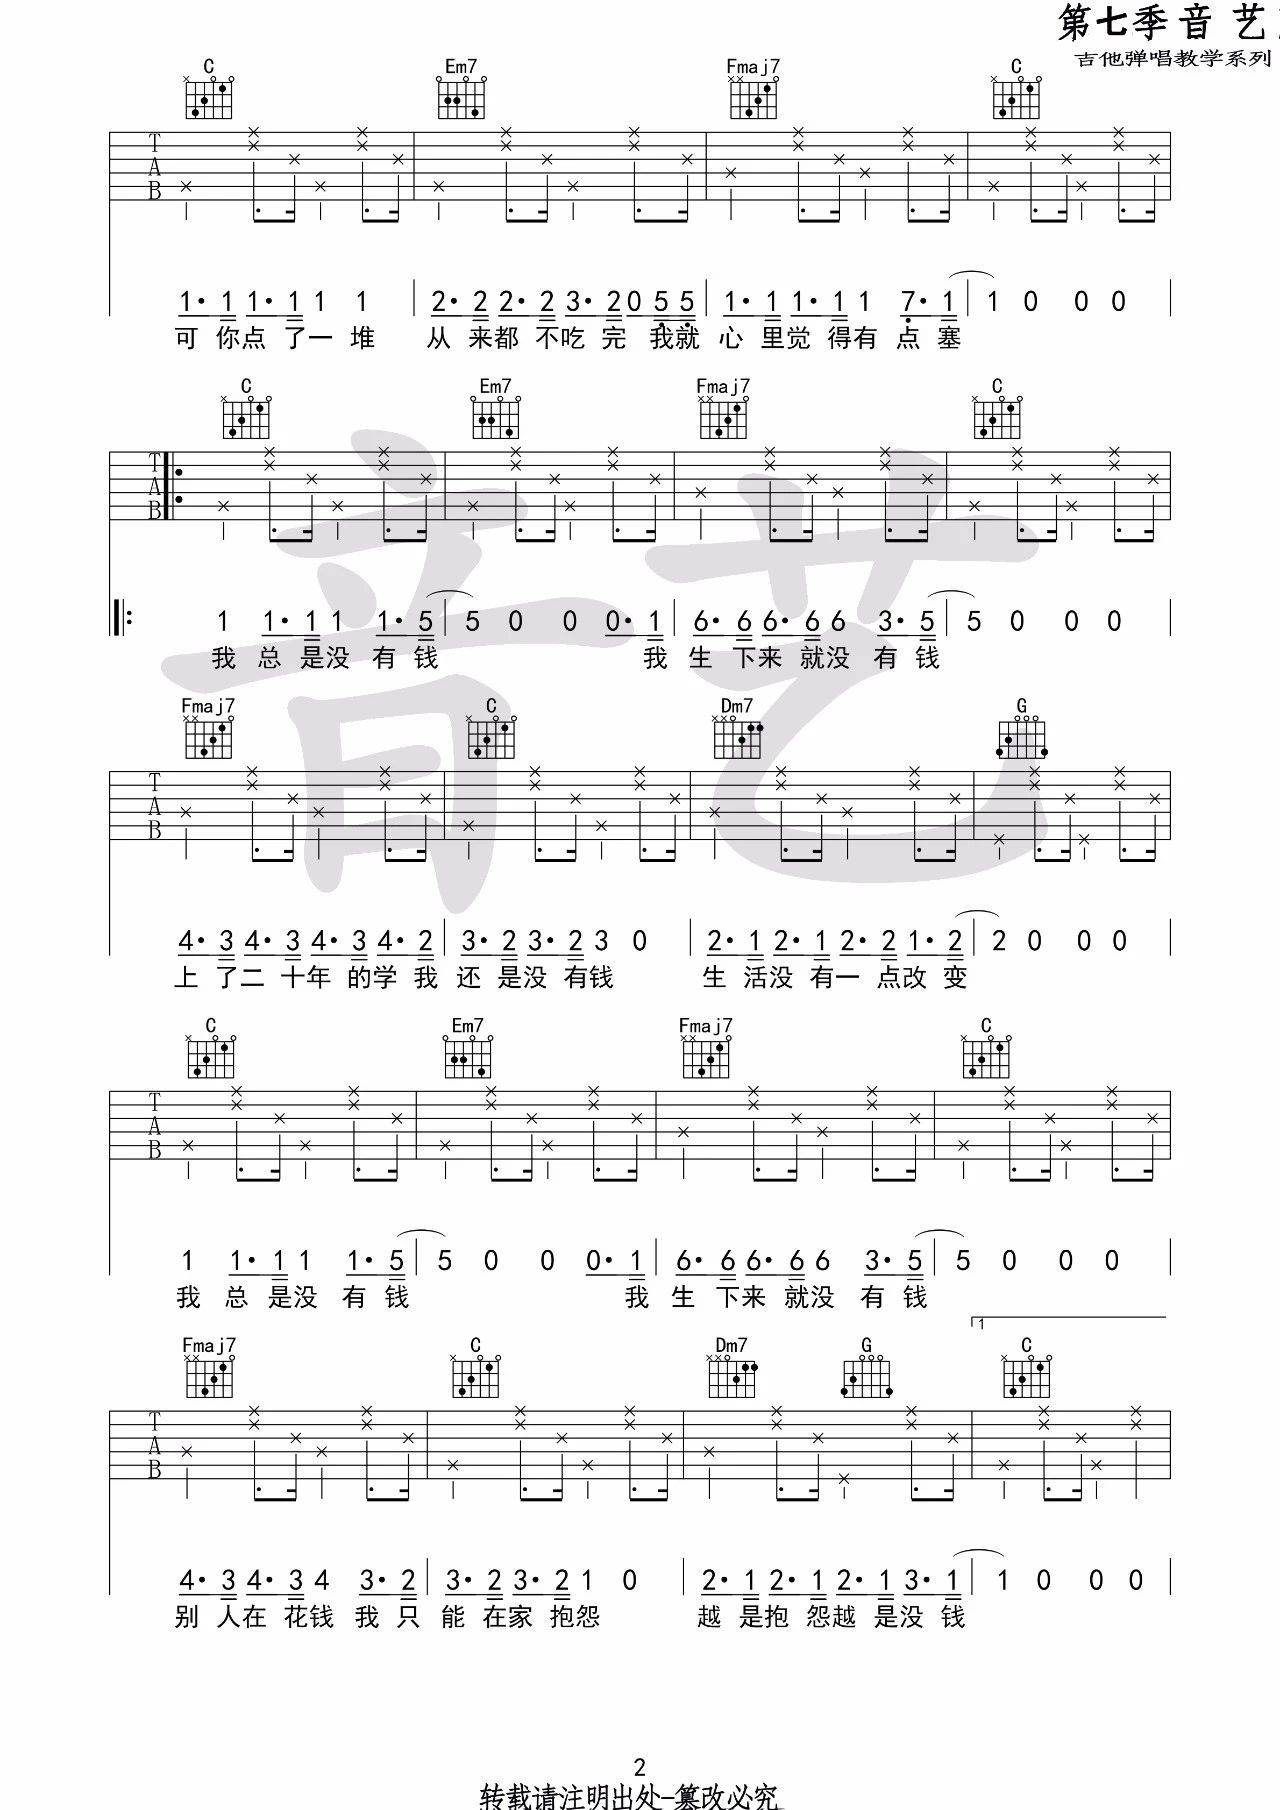 第七季音艺
吉他弹唱教学系列
C Em7 Fmaj7 C
T
A
B
1· 1 1· 1 1 1 2· 2 2· 2 3· 2 0 5 5 1· 1 1· 1 1 7· 1 1 0 0 0
可 你点 了一 堆 从 来都 不吃 完 我就 心 里觉 得有 点 塞
C Em7 Fmaj7 C
T
A
B
1 1· 1 1 1· 5 5 0 0 0· 1 6· 6 6· 6 6 3· 5 5 0 0 0
我 总 是没 有 钱 我 生 下来 就没 有 钱
Fmaj7 C Dm7 G
T
A
B
4· 3 4· 3 4· 3 4· 2 3· 2 3· 2 3 0 2· 1 2· 1 2· 2 1· 2 2 0 0 0
上 了二 十年 的学 我 还 是没 有钱 生 活没 有一 点改 变
C Em7 Fmaj7 C
T
A
B
1 1· 1 1 1· 5 5 0 0 0· 1 6· 6 6· 6 6 3· 5 5 0 0 0
我 总 是没 有 钱 我 生 下来 就没 有 钱
1
Fmaj7 C Dm7 G C
T
A
B
4· 3 4· 3 4 3· 2 3· 2 3· 2 1 0 2· 1 2· 1 2· 1 3· 1 1 0 0 0
别 人在 花钱 我 只 能 在家 抱怨 越 是抱 怨越 是没 钱
音艺
2
转载请注明出处-篡改必究